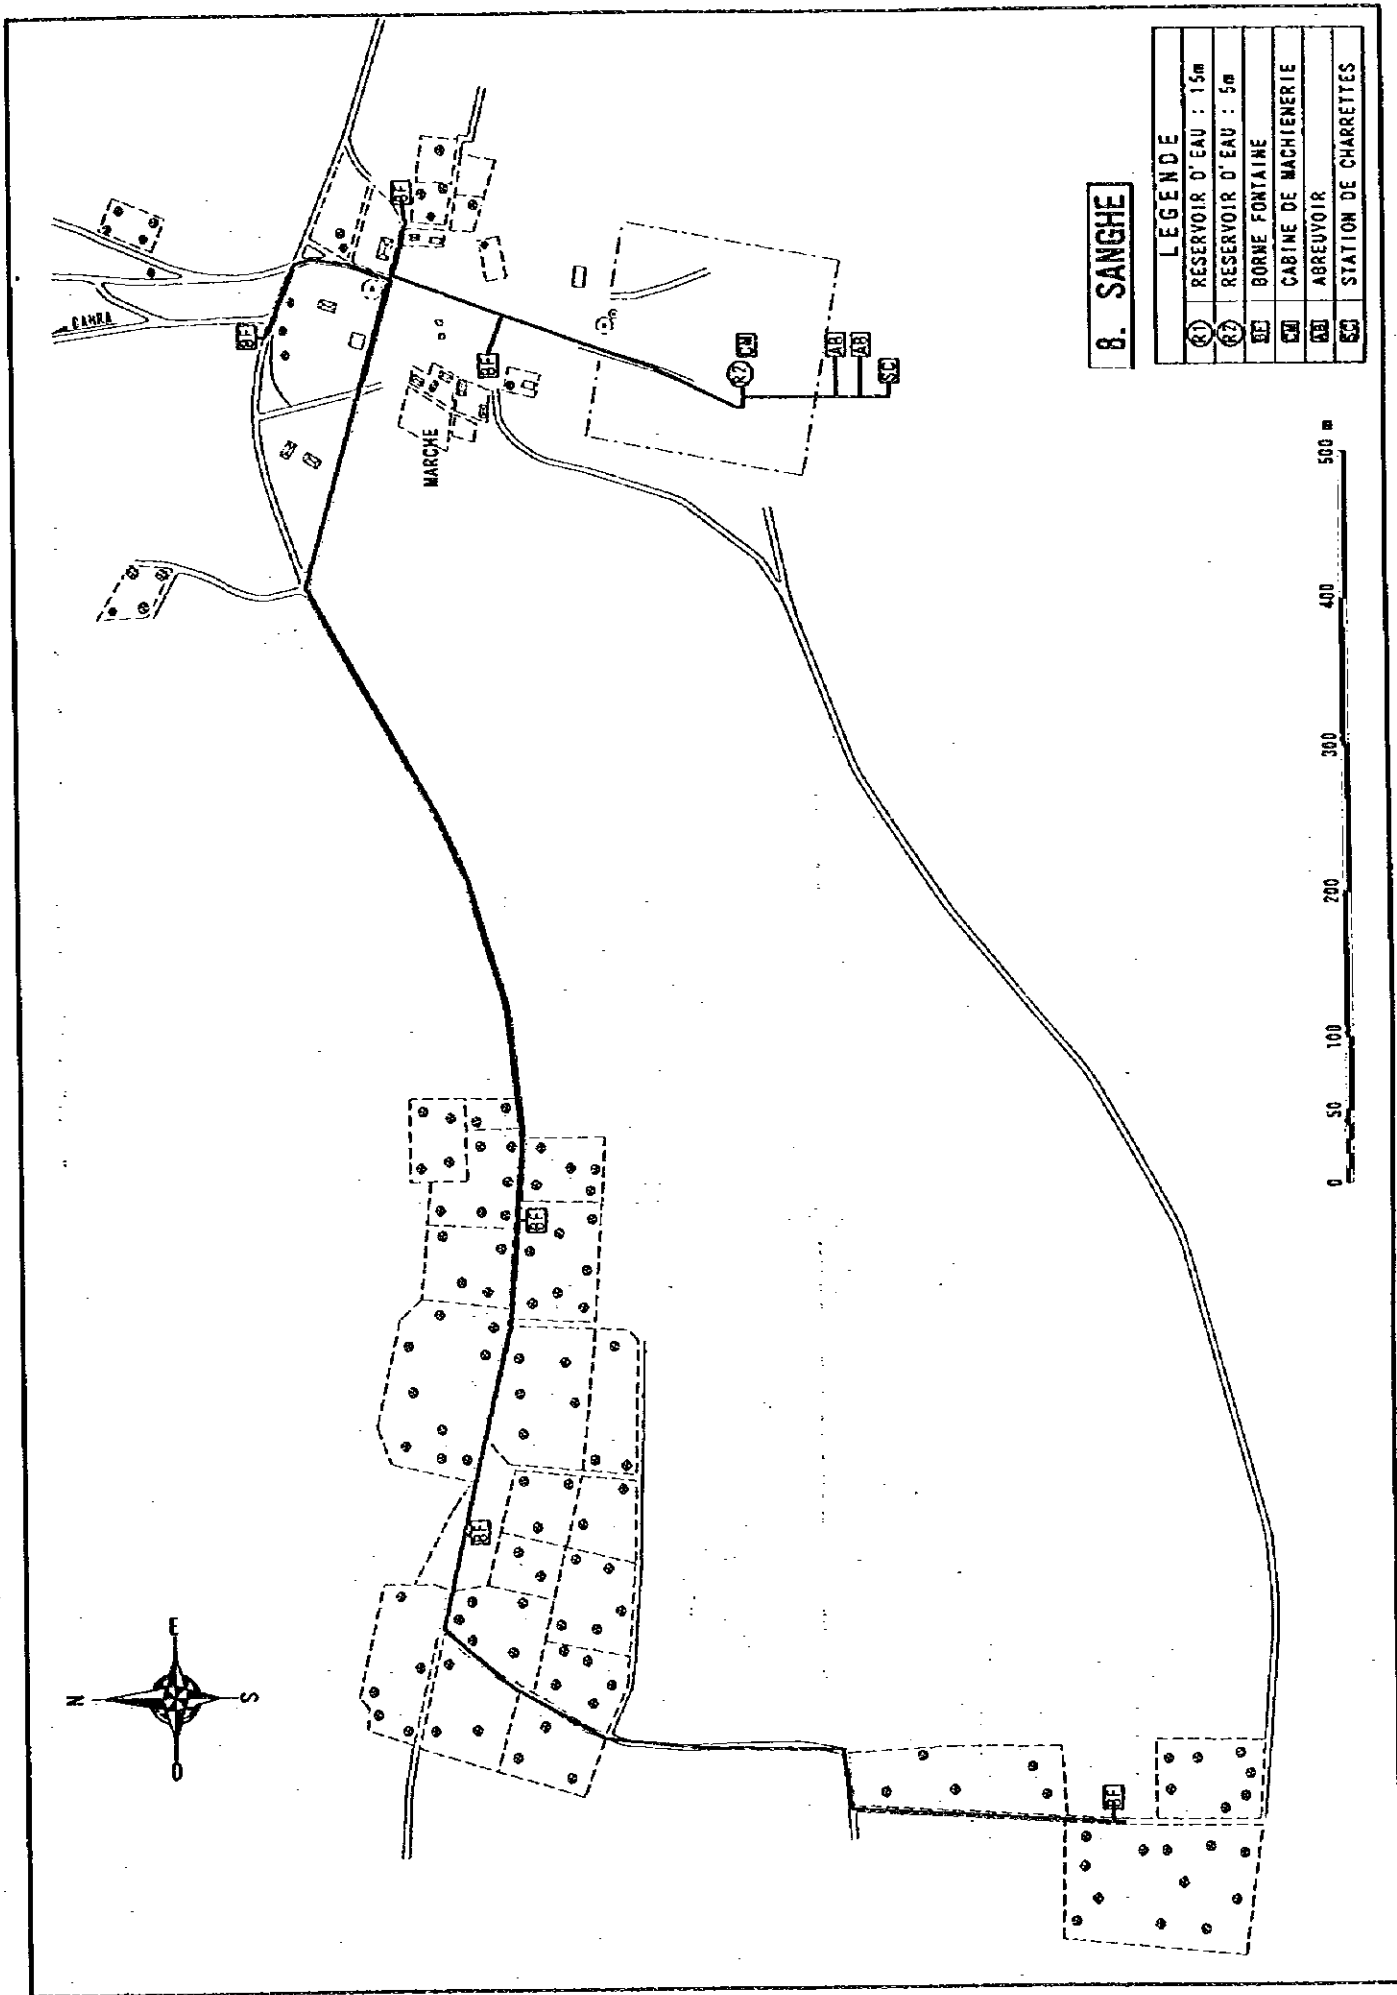 8. SANGHE
LEGENDE
R1 RESERVOIR D'EAU : 15m
R2 RESERVOIR D'EAU : 5m
BF BORNE FONTAINE
CM CABINE DE MACHIENERIE
AB ABREUVOIR
SC STATION DE CHARRETTES
DAHRA
BF
BF
BF
MARCHE
R2
CM
AB
AB
SC
BF
BF
BF
N
E
S
O
0 50 100 200 300 400 500 m